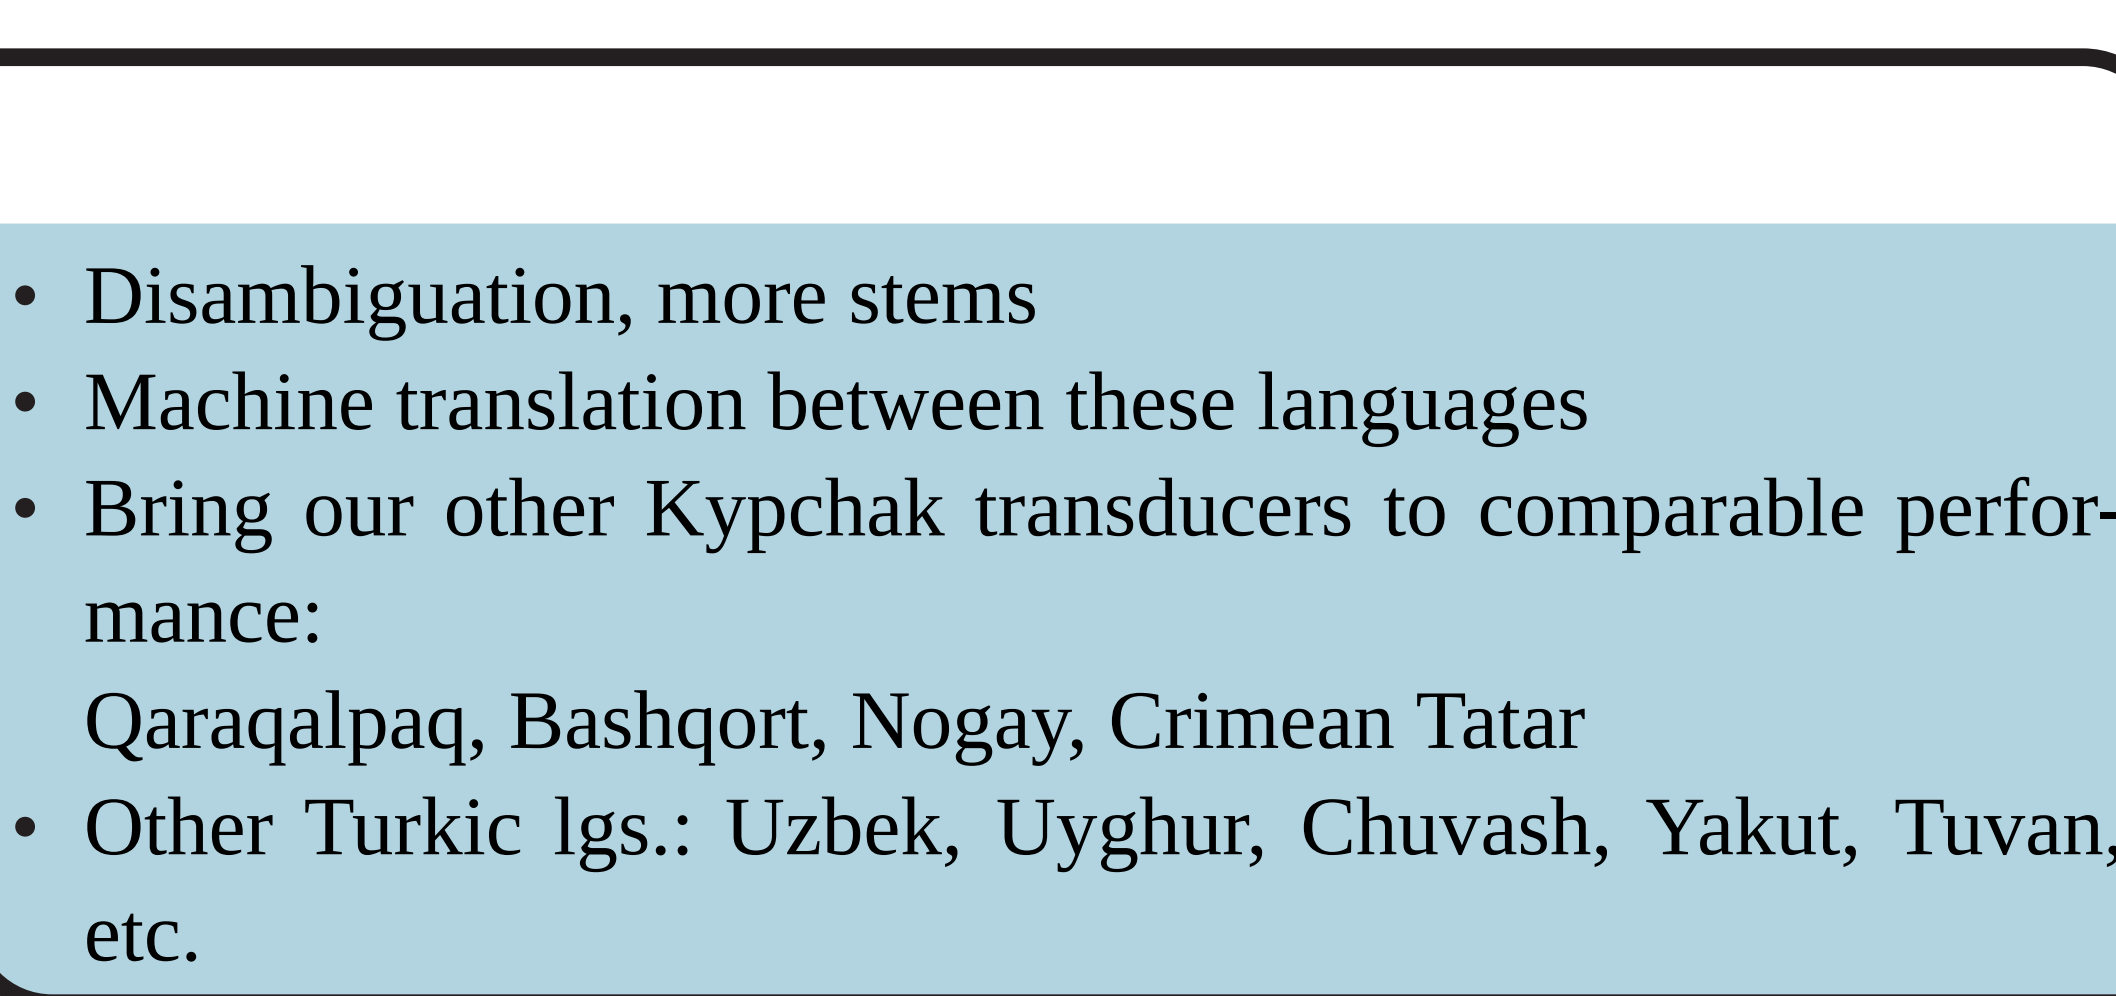 • Disambiguation, more stems
• Machine translation between these languages
• Bring our other Kypchak transducers to comparable perfor-
mance:
Qaraqalpaq, Bashqort, Nogay, Crimean Tatar
• Other Turkic lgs.: Uzbek, Uyghur, Chuvash, Yakut, Tuvan,
etc.